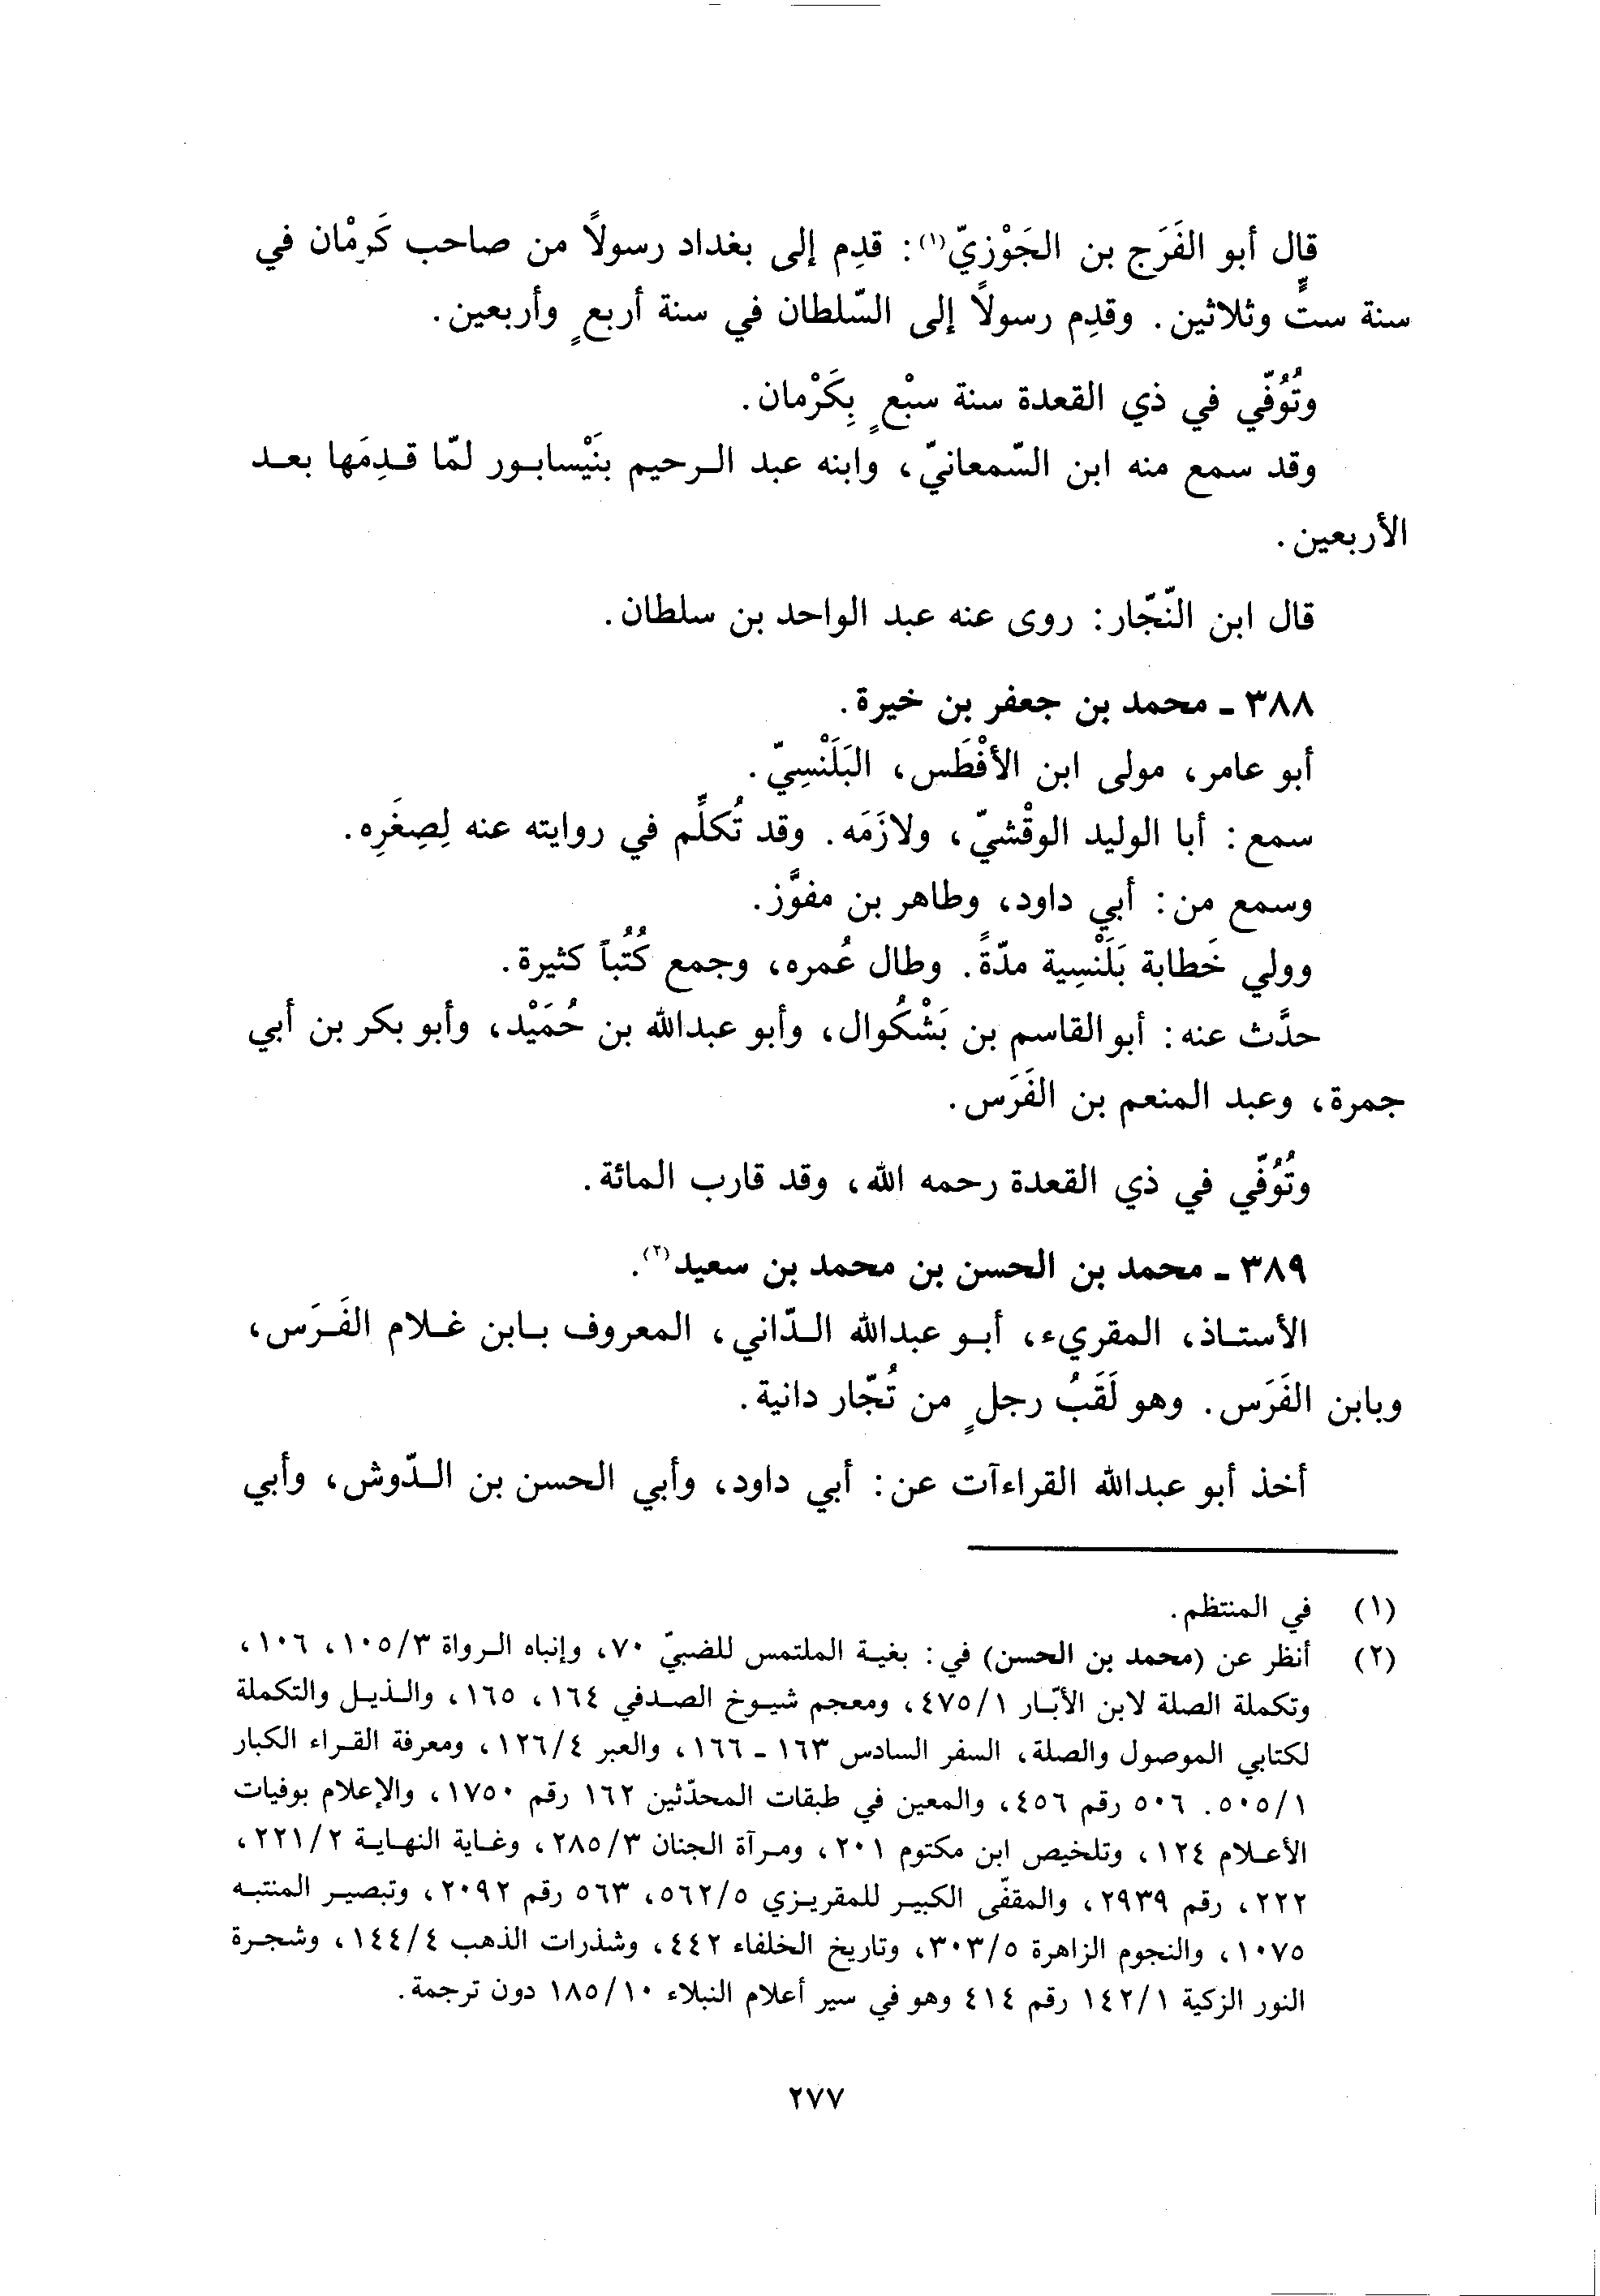 قال أبو الفَرَج بن الجَوْزيّ(١): قدِم إلى بغداد رسولاً من صاحب كَرمْان في
سنة ستٍّ وثلاثين. وقدِم رسولاً إلى السّلطان في سنة أربعٍ وأربعين.
وتُوُفّي في ذي القعدة سنة سبْعٍ بِكَرْمان.
وقد سمع منه ابن السّمعانيّ، وابنه عبد الرحيم بنَيْسابور لمّا قدِمَها بعد
الأربعين.
قال ابن النّجّار: روى عنه عبد الواحد بن سلطان.
٣٨٨ - محمد بن جعفر بن خيرة.
أبو عامر، مولى ابن الأفْطَس، البَلَنْسِيّ.
سمع: أبا الوليد الوقْشيّ، ولازَمَه. وقد تُكلِّم في روايته عنه لِصِغَرِه.
وسمع من: أبي داود، وطاهر بن مفوَّز.
وولي خَطابة بَلَنْسِية مدّةً. وطال عُمره، وجمع كُتُباً كثيرة.
حدَّث عنه: أبو القاسم بن بَشْكُوال، وأبو عبدالله بن حُمَيْد، وأبو بكر بن أبي
جمرة، وعبد المنعم بن الفَرَس.
وتُوُفّي في ذي القعدة رحمه الله، وقد قارب المائة.
٣٨٩ - محمد بن الحسن بن محمد بن سعيد(٢).
الأستاذ، المقريء، أبو عبدالله الدّاني، المعروف بابن غلام الفَرَس،
وبابن الفَرَس. وهو لَقَبُ رجلٍ من تُجّار دانية.
أخذ أبو عبدالله القراءآت عن: أبي داود، وأبي الحسن بن الدّوش، وأبي
(١) في المنتظم.
(٢) أنظر عن (محمد بن الحسن) في: بغية الملتمس للضبيّ ٧٠، وإنباه الرواة ١٠٥/٣، ١٠٦،
وتكملة الصلة لابن الأبّار ٤٧٥/١، ومعجم شيوخ الصدفي ١٦٤، ١٦٥، والذيل والتكملة
لكتابي الموصول والصلة، السفر السادس ١٦٣ - ١٦٦، والعبر ١٢٦/٤، ومعرفة القراء الكبار
٥٠٥/١. ٥٠٦ رقم ٤٥٦، والمعين في طبقات المحدّثين ١٦٢ رقم ١٧٥٠، والإعلام بوفيات
الأعلام ١٢٤، وتلخيص ابن مكتوم ٢٠١، ومرآة الجنان ٢٨٥/٣، وغاية النهاية ٢٢١/٢،
٢٢٢، رقم ٢٩٣٩، والمقفّى الكبير للمقريزي ٥٦٢/٥، ٥٦٣ رقم ٢٠٩٢، وتبصير المنتبه
١٠٧٥، والنجوم الزاهرة ٣٠٣/٥، وتاريخ الخلفاء ٤٤٢، وشذرات الذهب ١٤٤/٤، وشجرة
النور الزكية ١٤٢/١ رقم ٤١٤ وهو في سير أعلام النبلاء ١٨٥/١٠ دون ترجمة.
٢٧٧